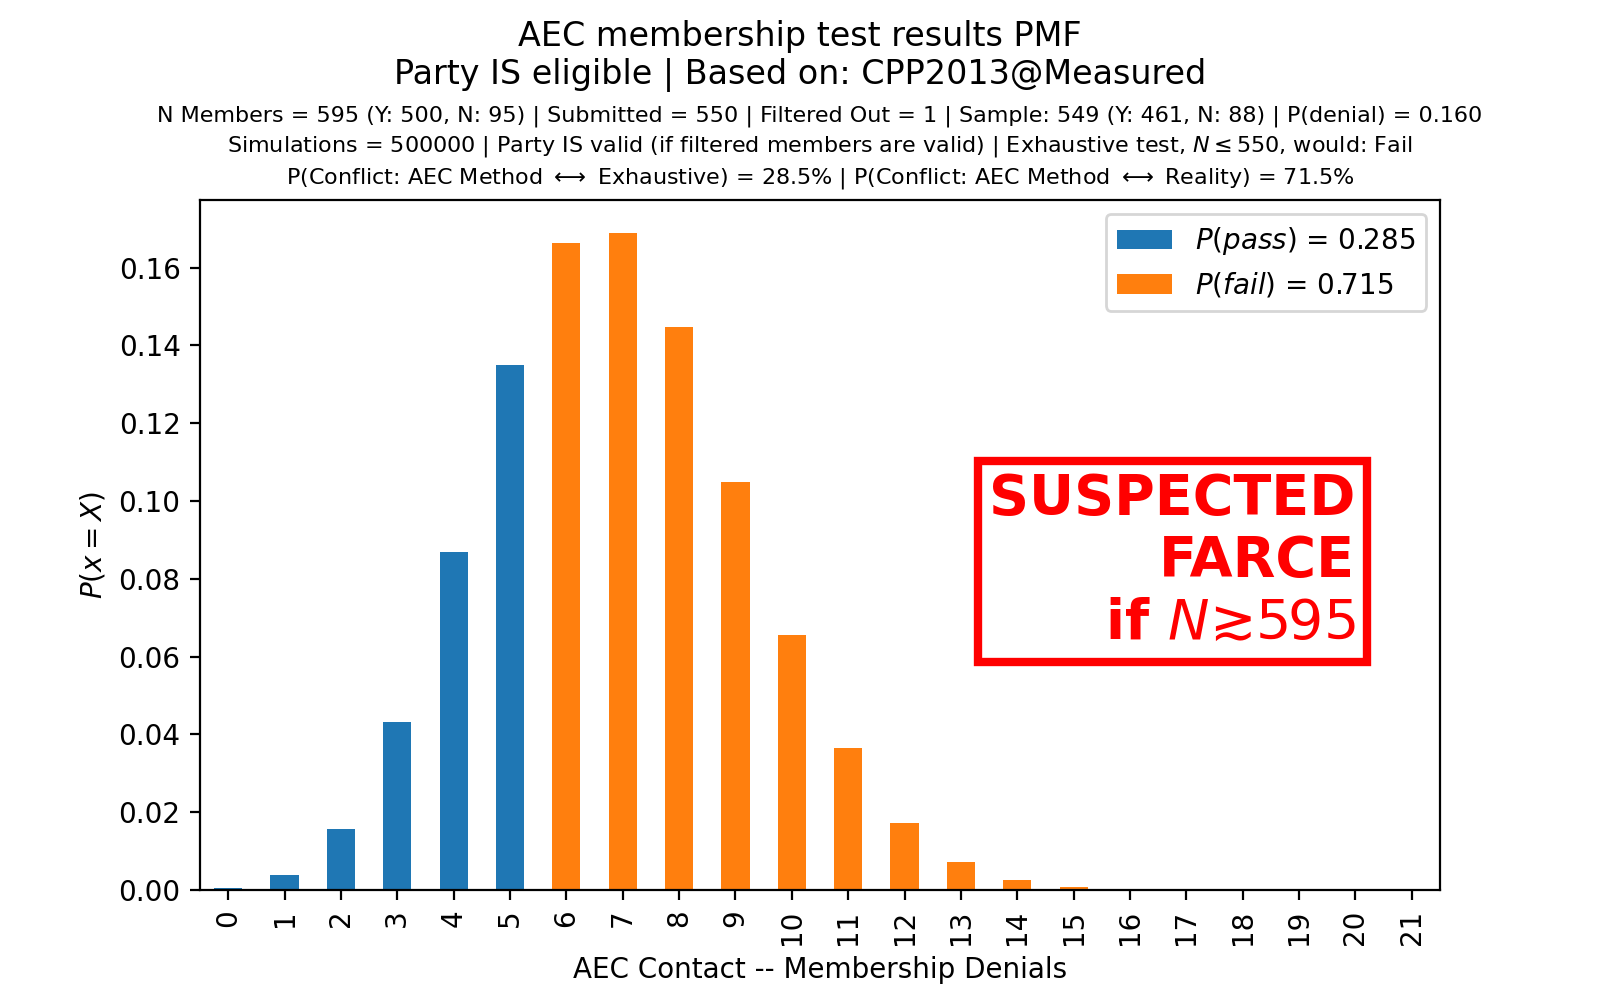 AEC membership test results PMF
Party IS eligible | Based on: CPP2013@Measured
N Members = 595 (Y: 500, N: 95) | Submitted = 550 | Filtered Out = 1 | Sample: 549 (Y: 461, N: 88) | P(denial) = 0.160
Simulations = 500000 | Party IS valid (if filtered members are valid) | Exhaustive test, N ≤ 550, would: Fail
P(Conflict: AEC Method ⟷ Exhaustive) = 28.5% | P(Conflict: AEC Method ⟷ Reality) = 71.5%
P(pass) = 0.285
P(fail) = 0.715
0.16
0.14
0.12
0.10
0.08
0.06
0.04
0.02
0.00
P(x = X)
SUSPECTED
FARCE
if N≳595
0 1 2 3 4 5 6 7 8 9 10 11 12 13 14 15 16 17 18 19 20 21
AEC Contact -- Membership Denials